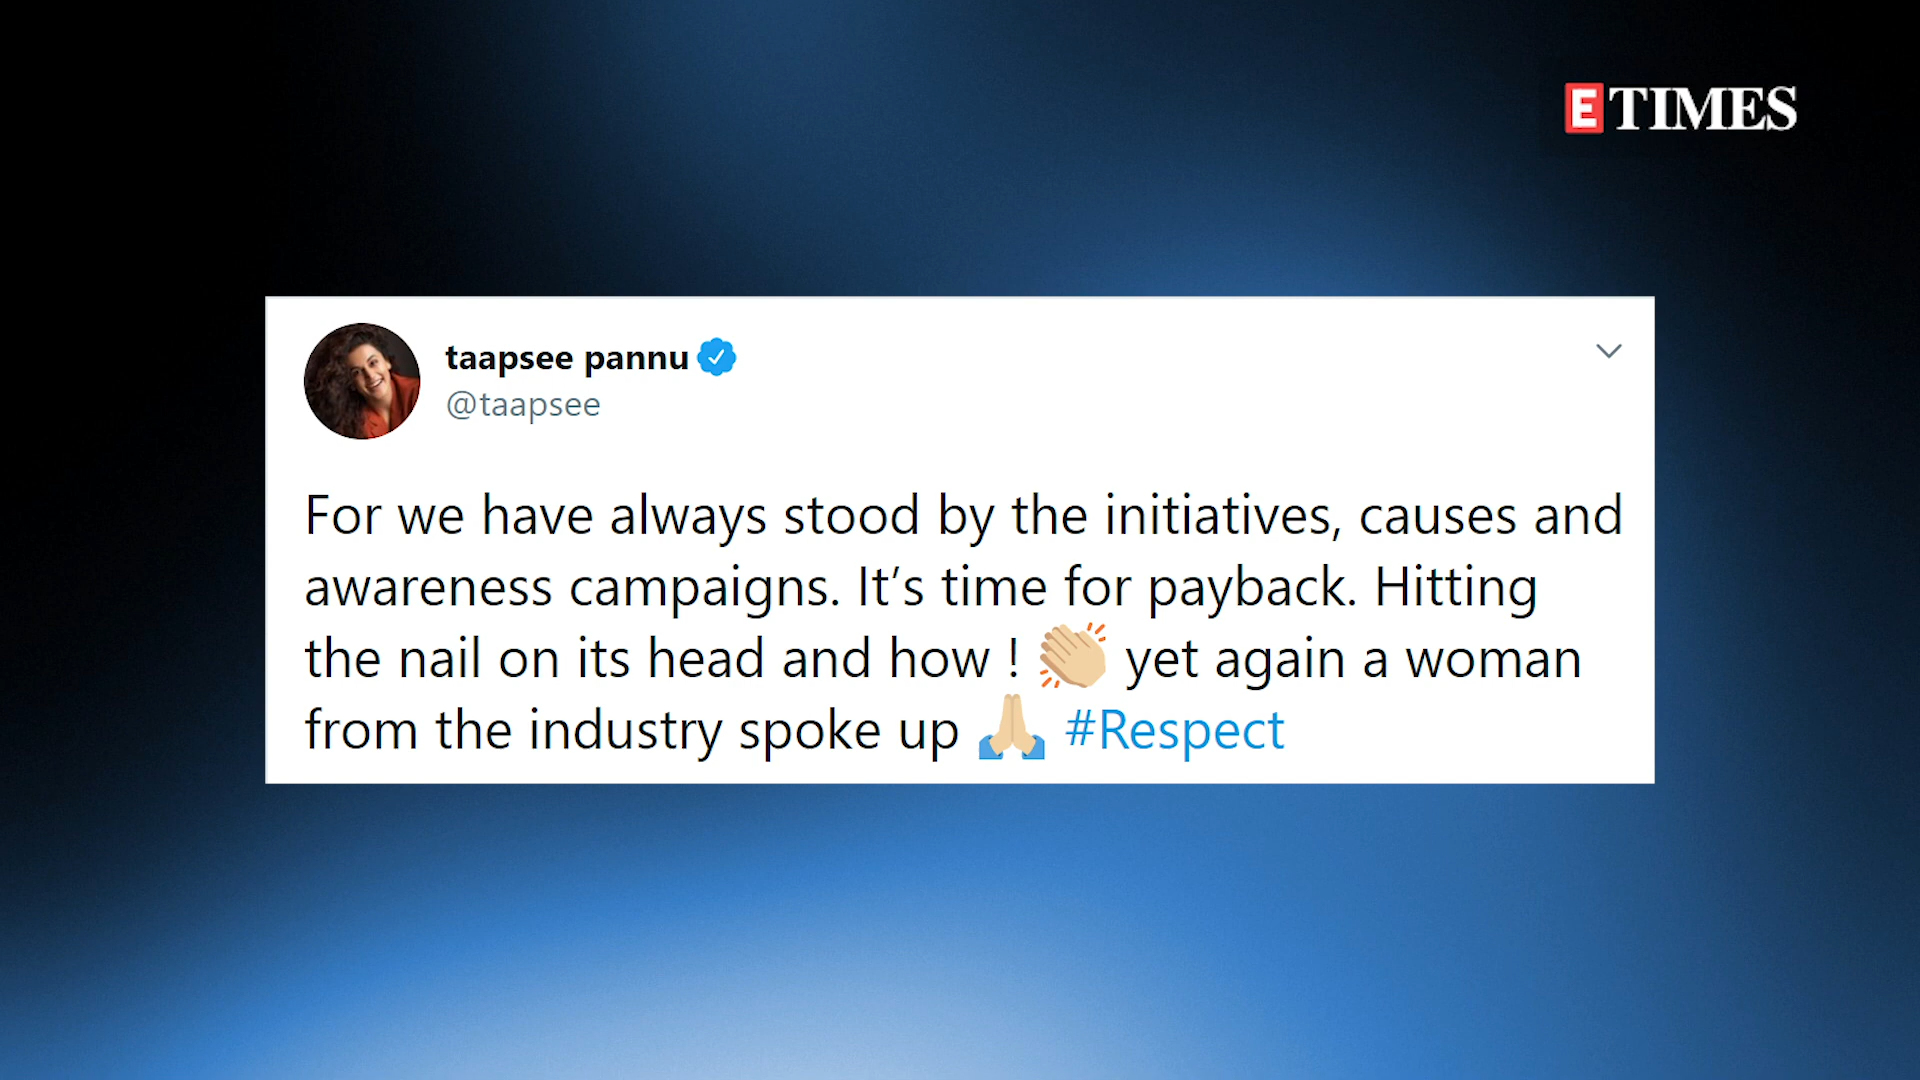 E TIMES
taapsee pannu
@taapsee
For we have always stood by the initiatives, causes and
awareness campaigns. It’s time for payback. Hitting
the nail on its head and how ! 👏🏼 yet again a woman
from the industry spoke up 🙏🏼 #Respect